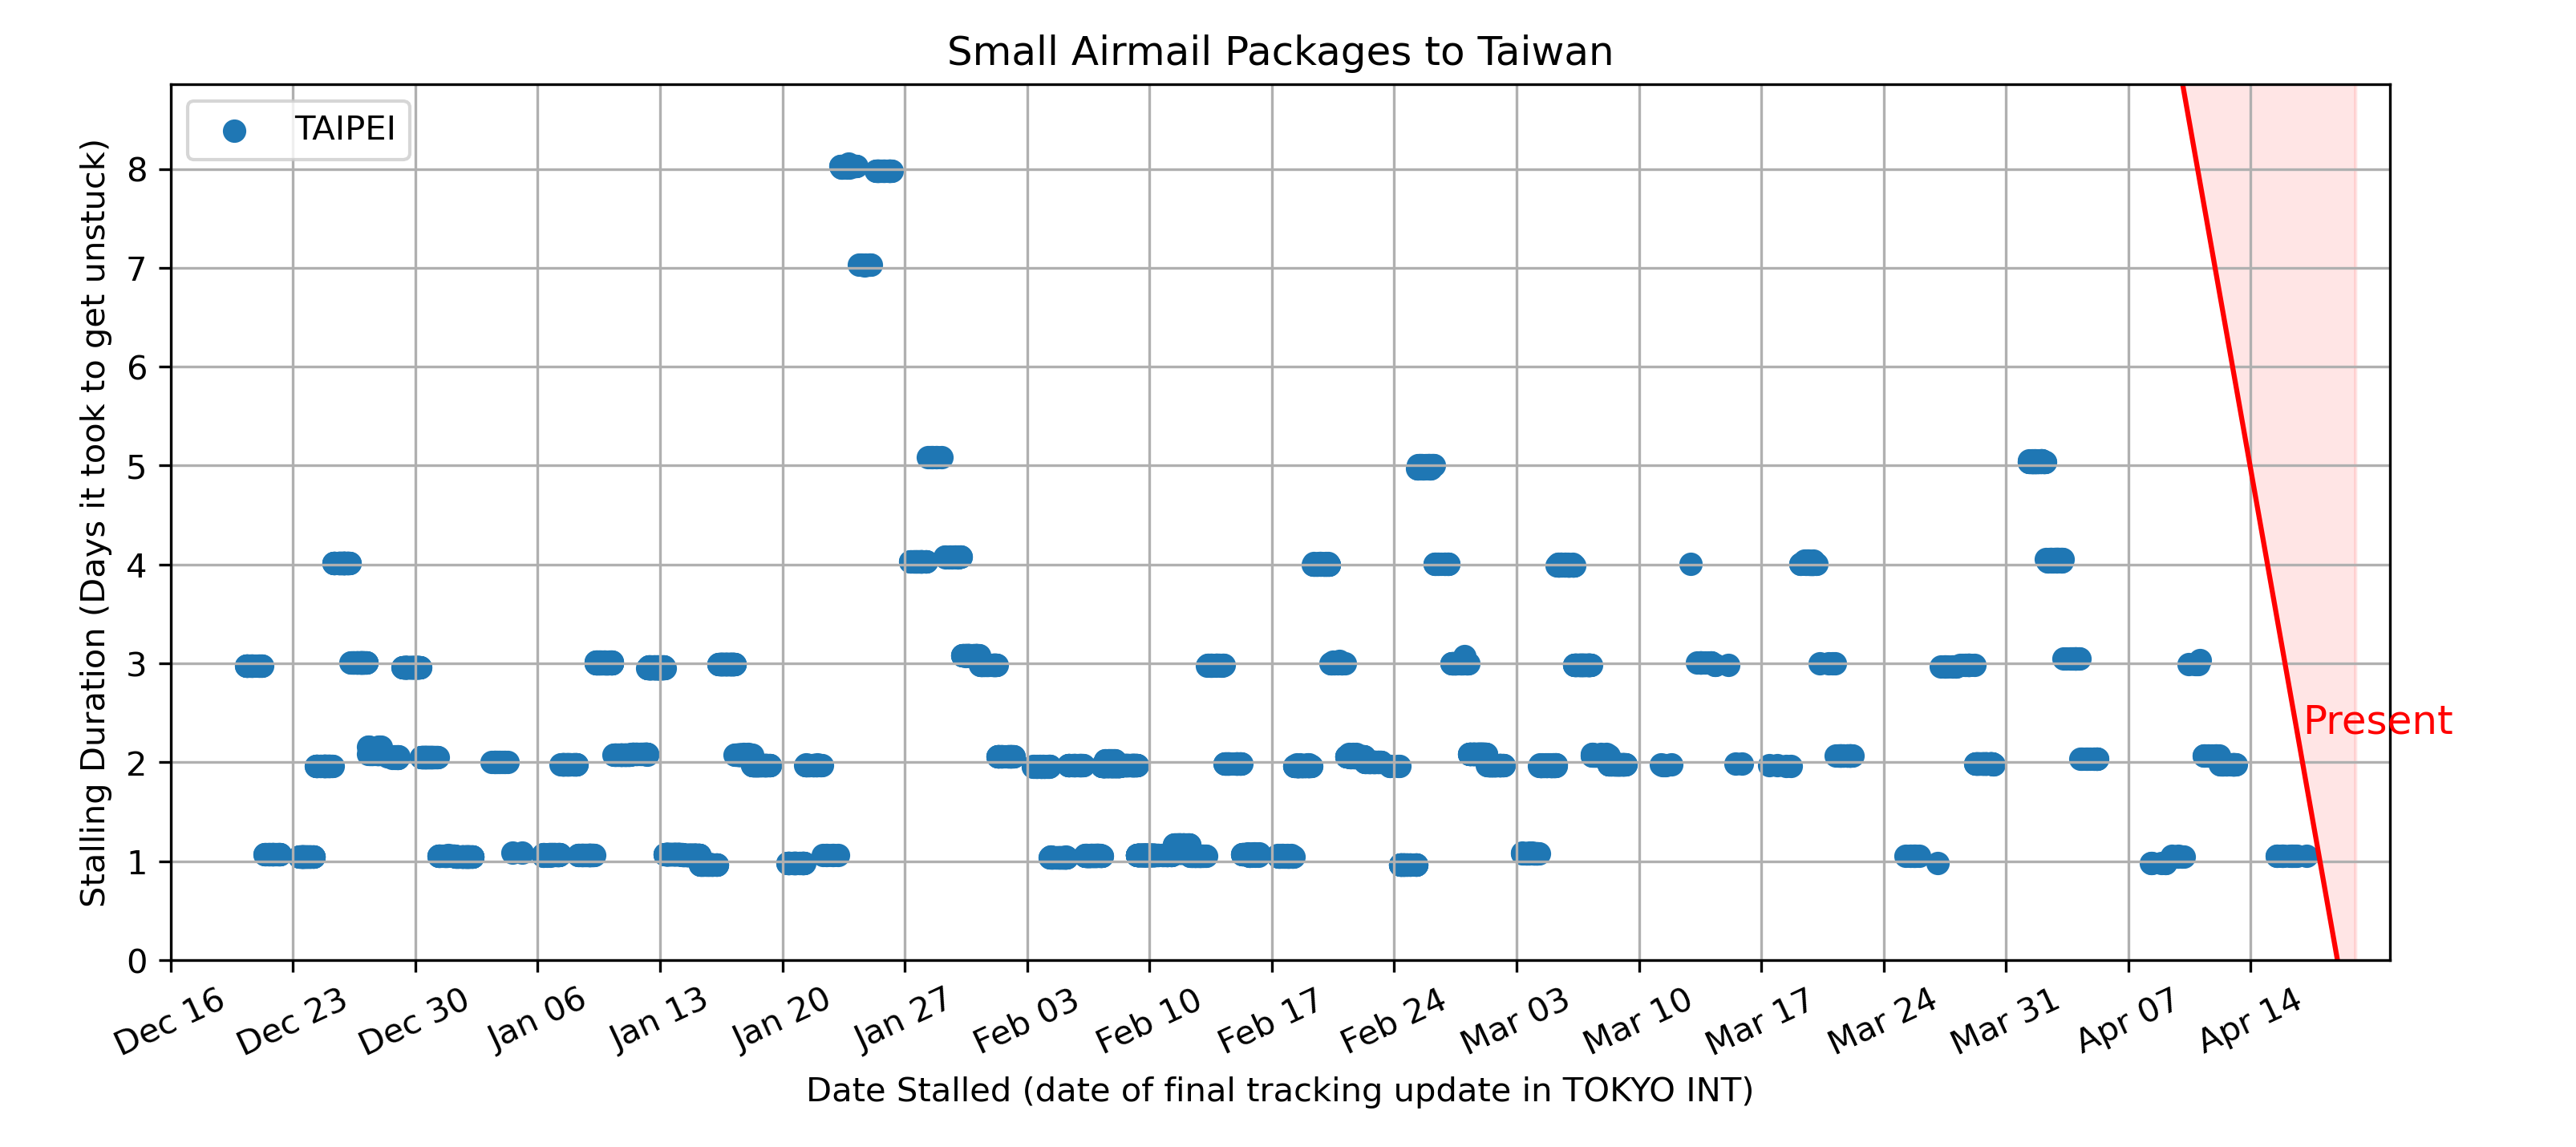 Small Airmail Packages to Taiwan
TAIPEI
Stalling Duration (Days it took to get unstuck)
8
7
6
5
4
3
2
1
0
Present
Dec 16
Dec 23
Dec 30
Jan 06
Jan 13
Jan 20
Jan 27
Feb 03
Feb 10
Feb 17
Feb 24
Mar 03
Mar 10
Mar 17
Mar 24
Mar 31
Apr 07
Apr 14
Date Stalled (date of final tracking update in TOKYO INT)